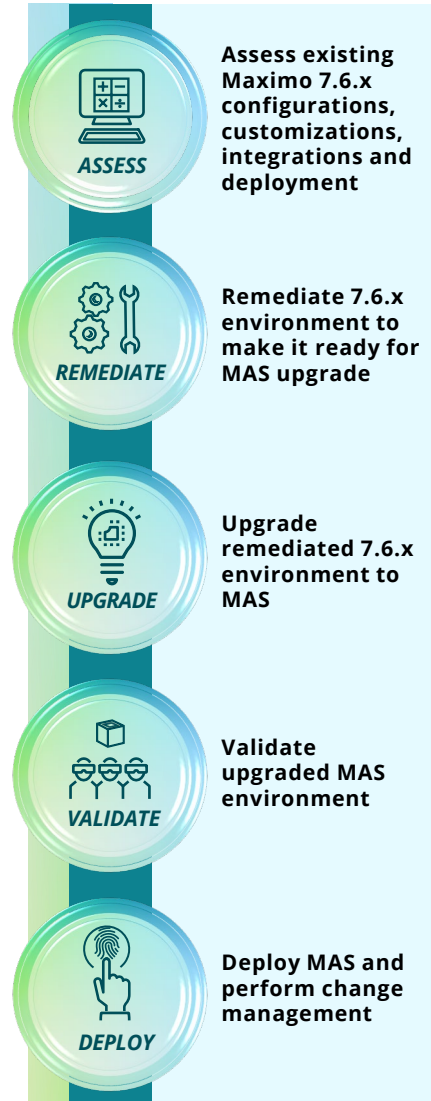 ASSESS
Assess existing
Maximo 7.6.x
configurations,
customizations,
integrations and
deployment
REMEDIATE
Remediate 7.6.x
environment to
make it ready for
MAS upgrade
UPGRADE
Upgrade
remediated 7.6.x
environment to
MAS
VALIDATE
Validate
upgraded MAS
environment
DEPLOY
Deploy MAS and
perform change
management